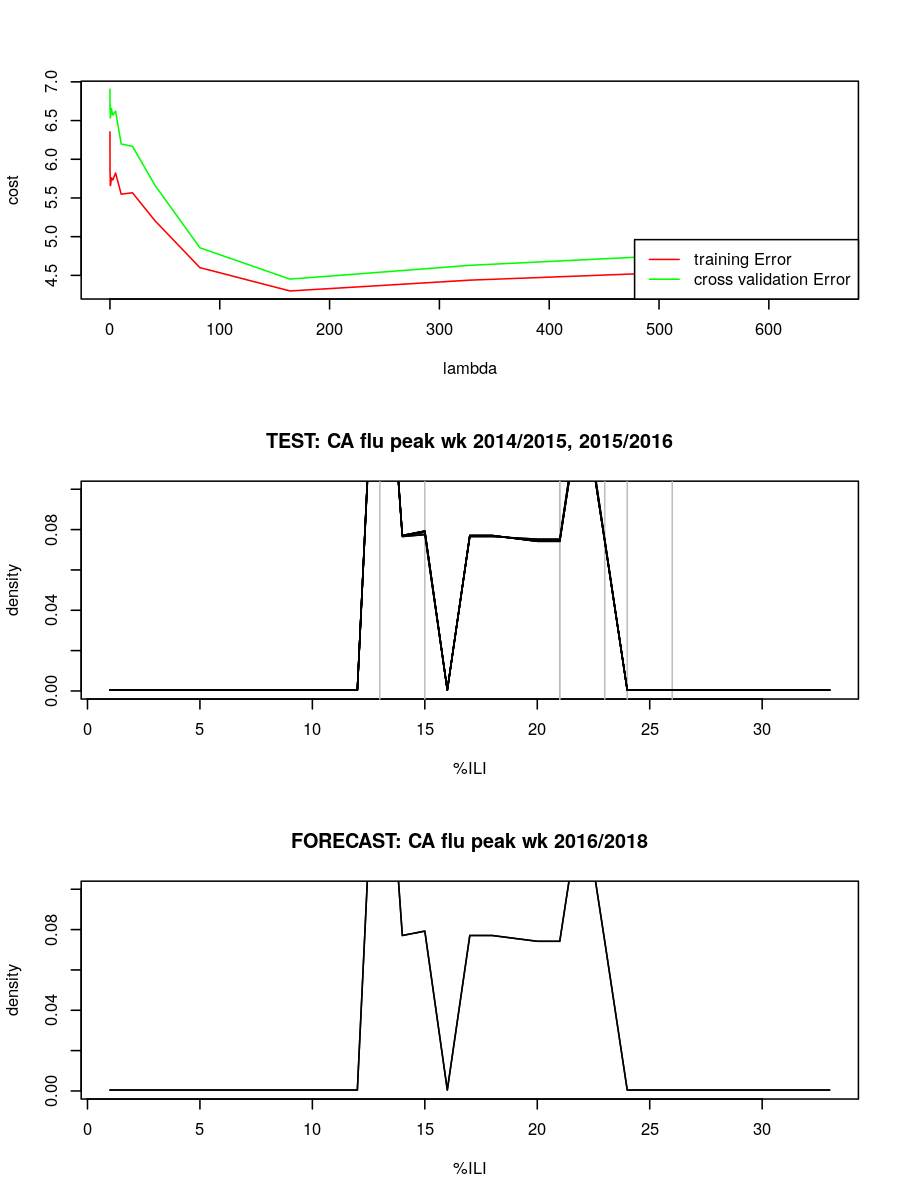 7.0
6.5
6.0
5.5
5.0
4.5
cost
training Error
cross validation Error
0 100 200 300 400 500 600
lambda
TEST: CA flu peak wk 2014/2015, 2015/2016
0.08
0.04
0.00
density
0 5 10 15 20 25 30
%ILI
FORECAST: CA flu peak wk 2016/2018
0.08
0.04
0.00
density
0 5 10 15 20 25 30
%ILI